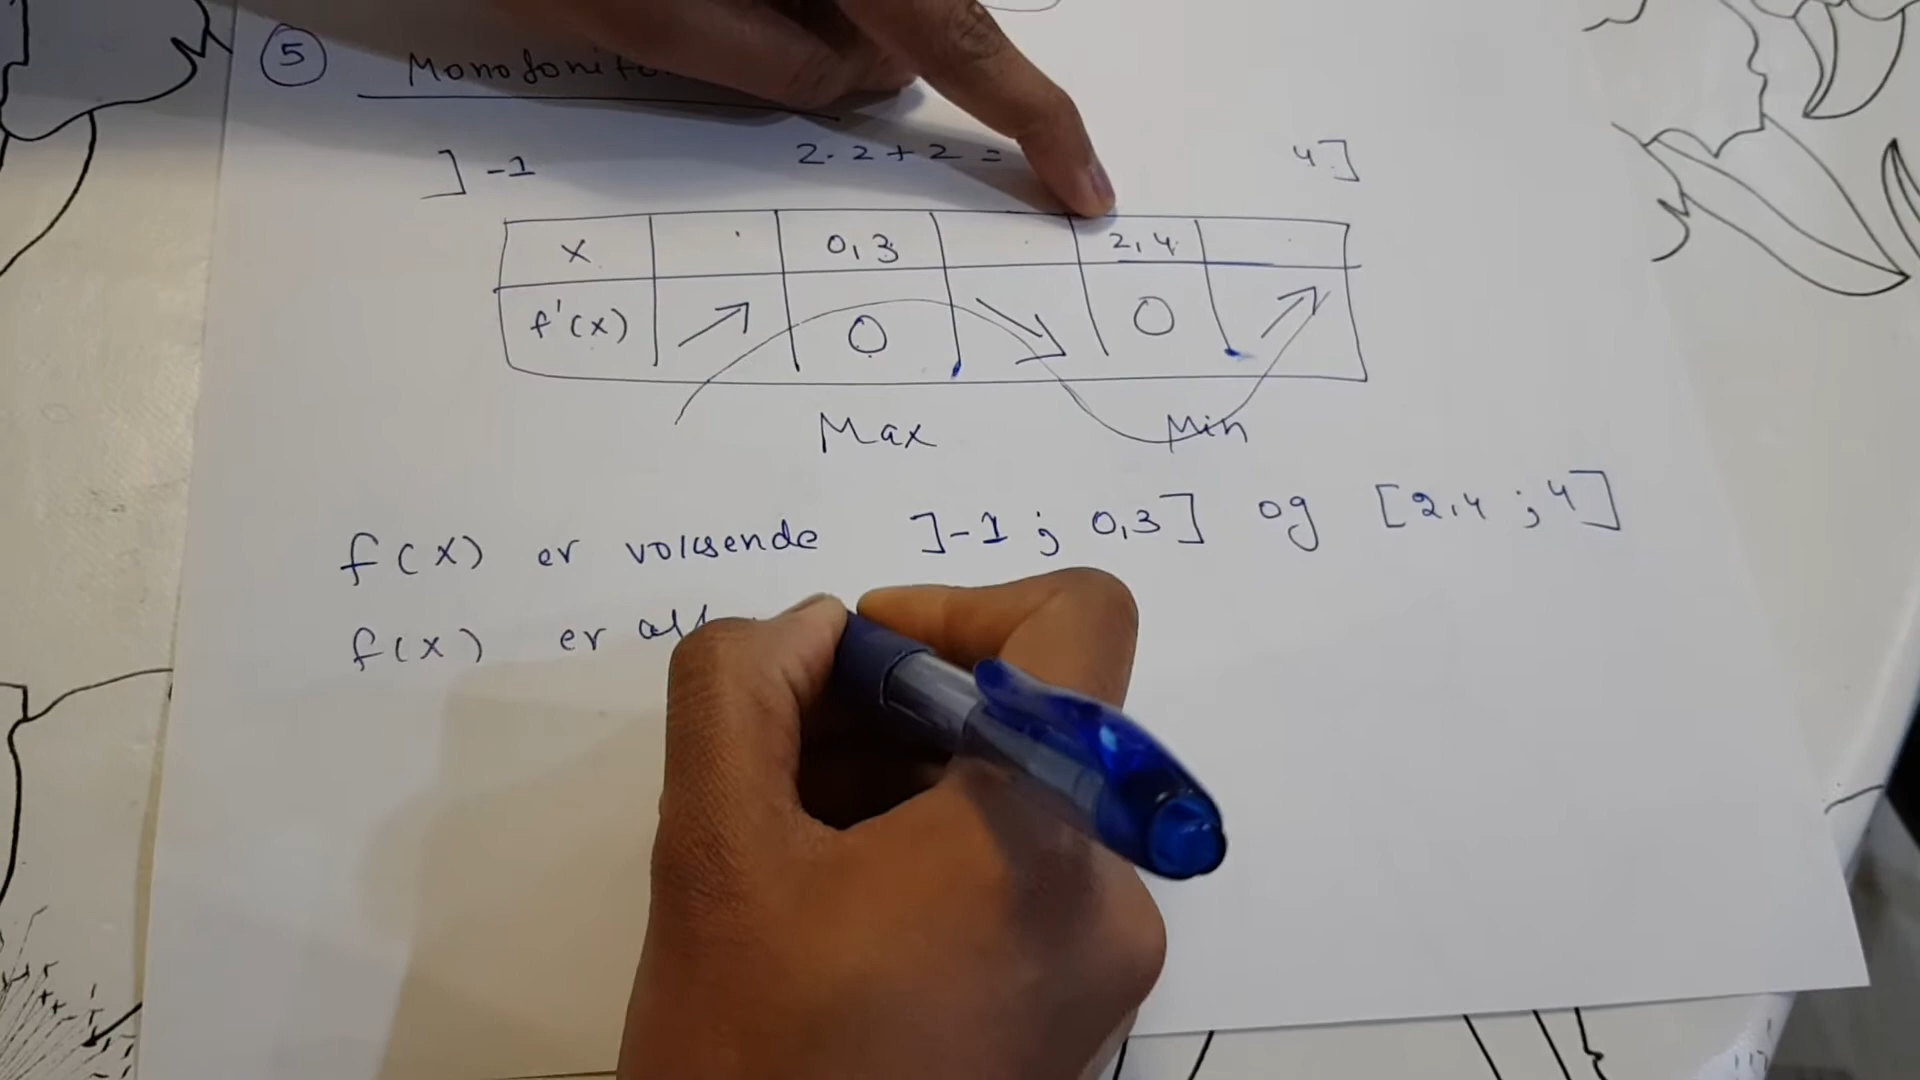 5
]-1 2·2+2 = 4]
x 0,3 2,4
f'(x) 0 0
Max Min
f(x) er voksende ]-1 ; 0,3] og [2,4 ; 4]
f(x) er